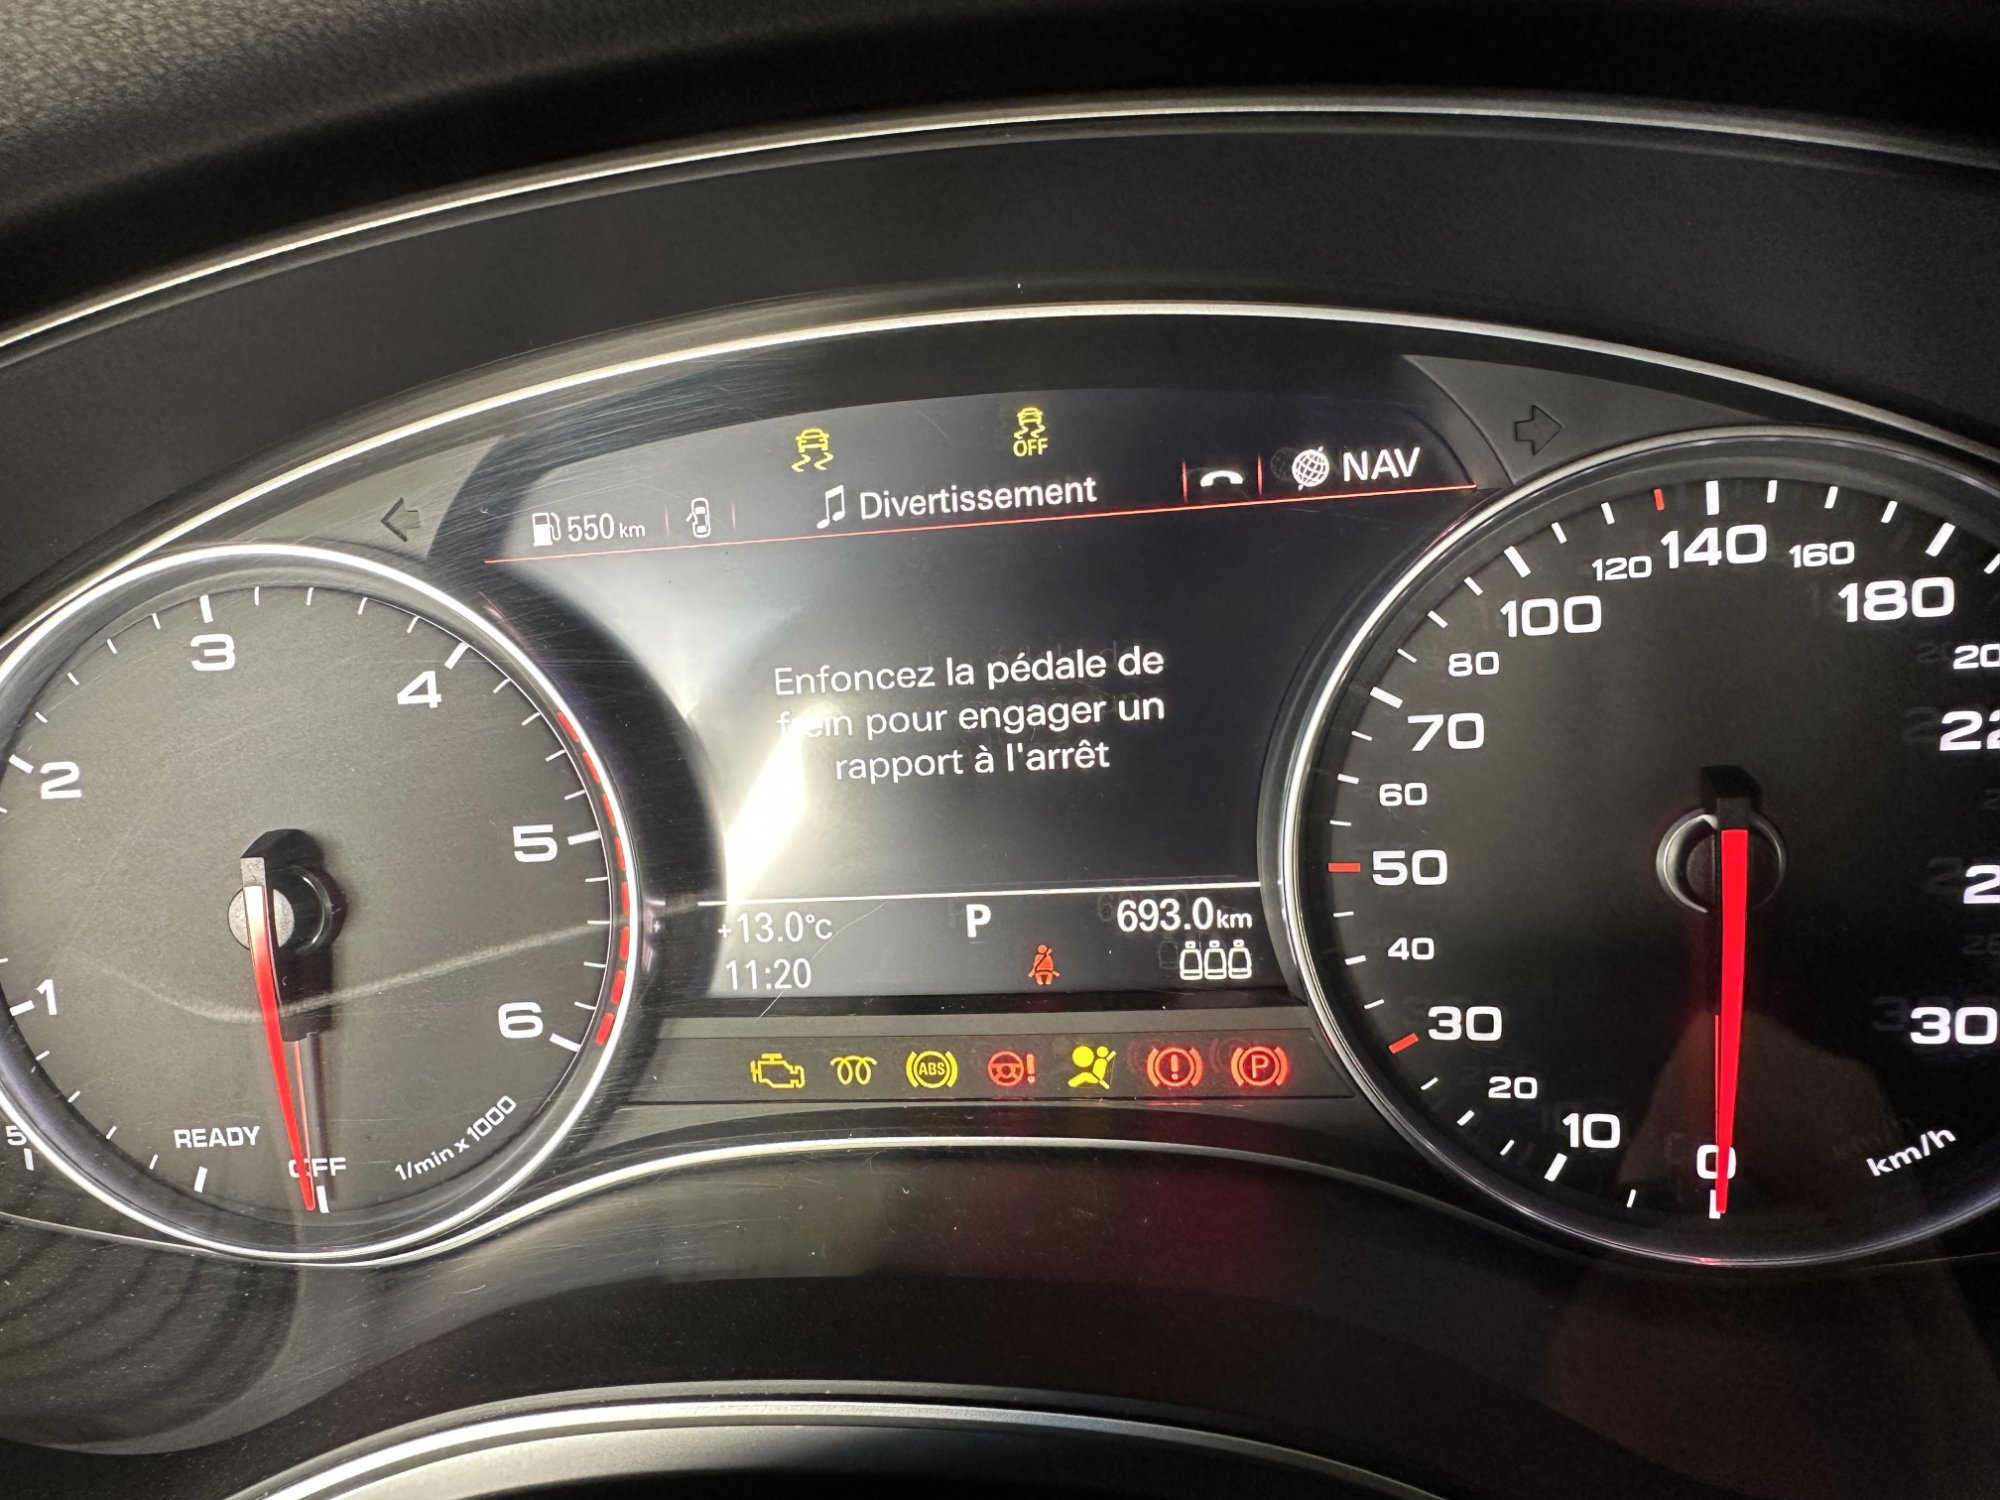 OFF
NAV
Divertissement
550 km
Enfoncez la pédale de
frein pour engager un
rapport à l'arrêt
+13.0°C
P
693.0 km
11:20
ABS
P
1
2
3
4
5
6
READY
OFF
1/min x 1000
0
10
20
30
40
50
60
70
80
100
120
140
160
180
km/h